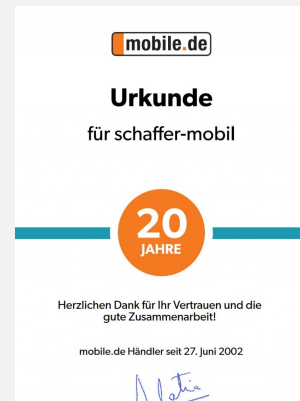 mobile.de
Urkunde
für schaffer-mobil
20
JAHRE
Herzlichen Dank für Ihr Vertrauen und die
gute Zusammenarbeit!
mobile.de Händler seit 27. Juni 2002